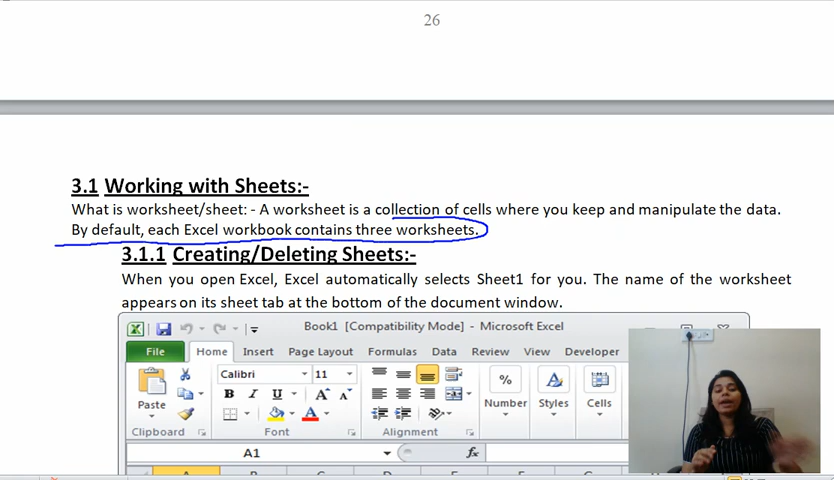 26
3.1 Working with Sheets:-
What is worksheet/sheet: - A worksheet is a collection of cells where you keep and manipulate the data.
By default, each Excel workbook contains three worksheets.
3.1.1 Creating/Deleting Sheets:-
When you open Excel, Excel automatically selects Sheet1 for you. The name of the worksheet
appears on its sheet tab at the bottom of the document window.
Book1 [Compatibility Mode] - Microsoft Excel
File Home Insert Page Layout Formulas Data Review View Developer
Calibri 11 %
B I U A A
Paste A Number Styles Cells
Clipboard Font Alignment
A1 fx
A B C D E F G H